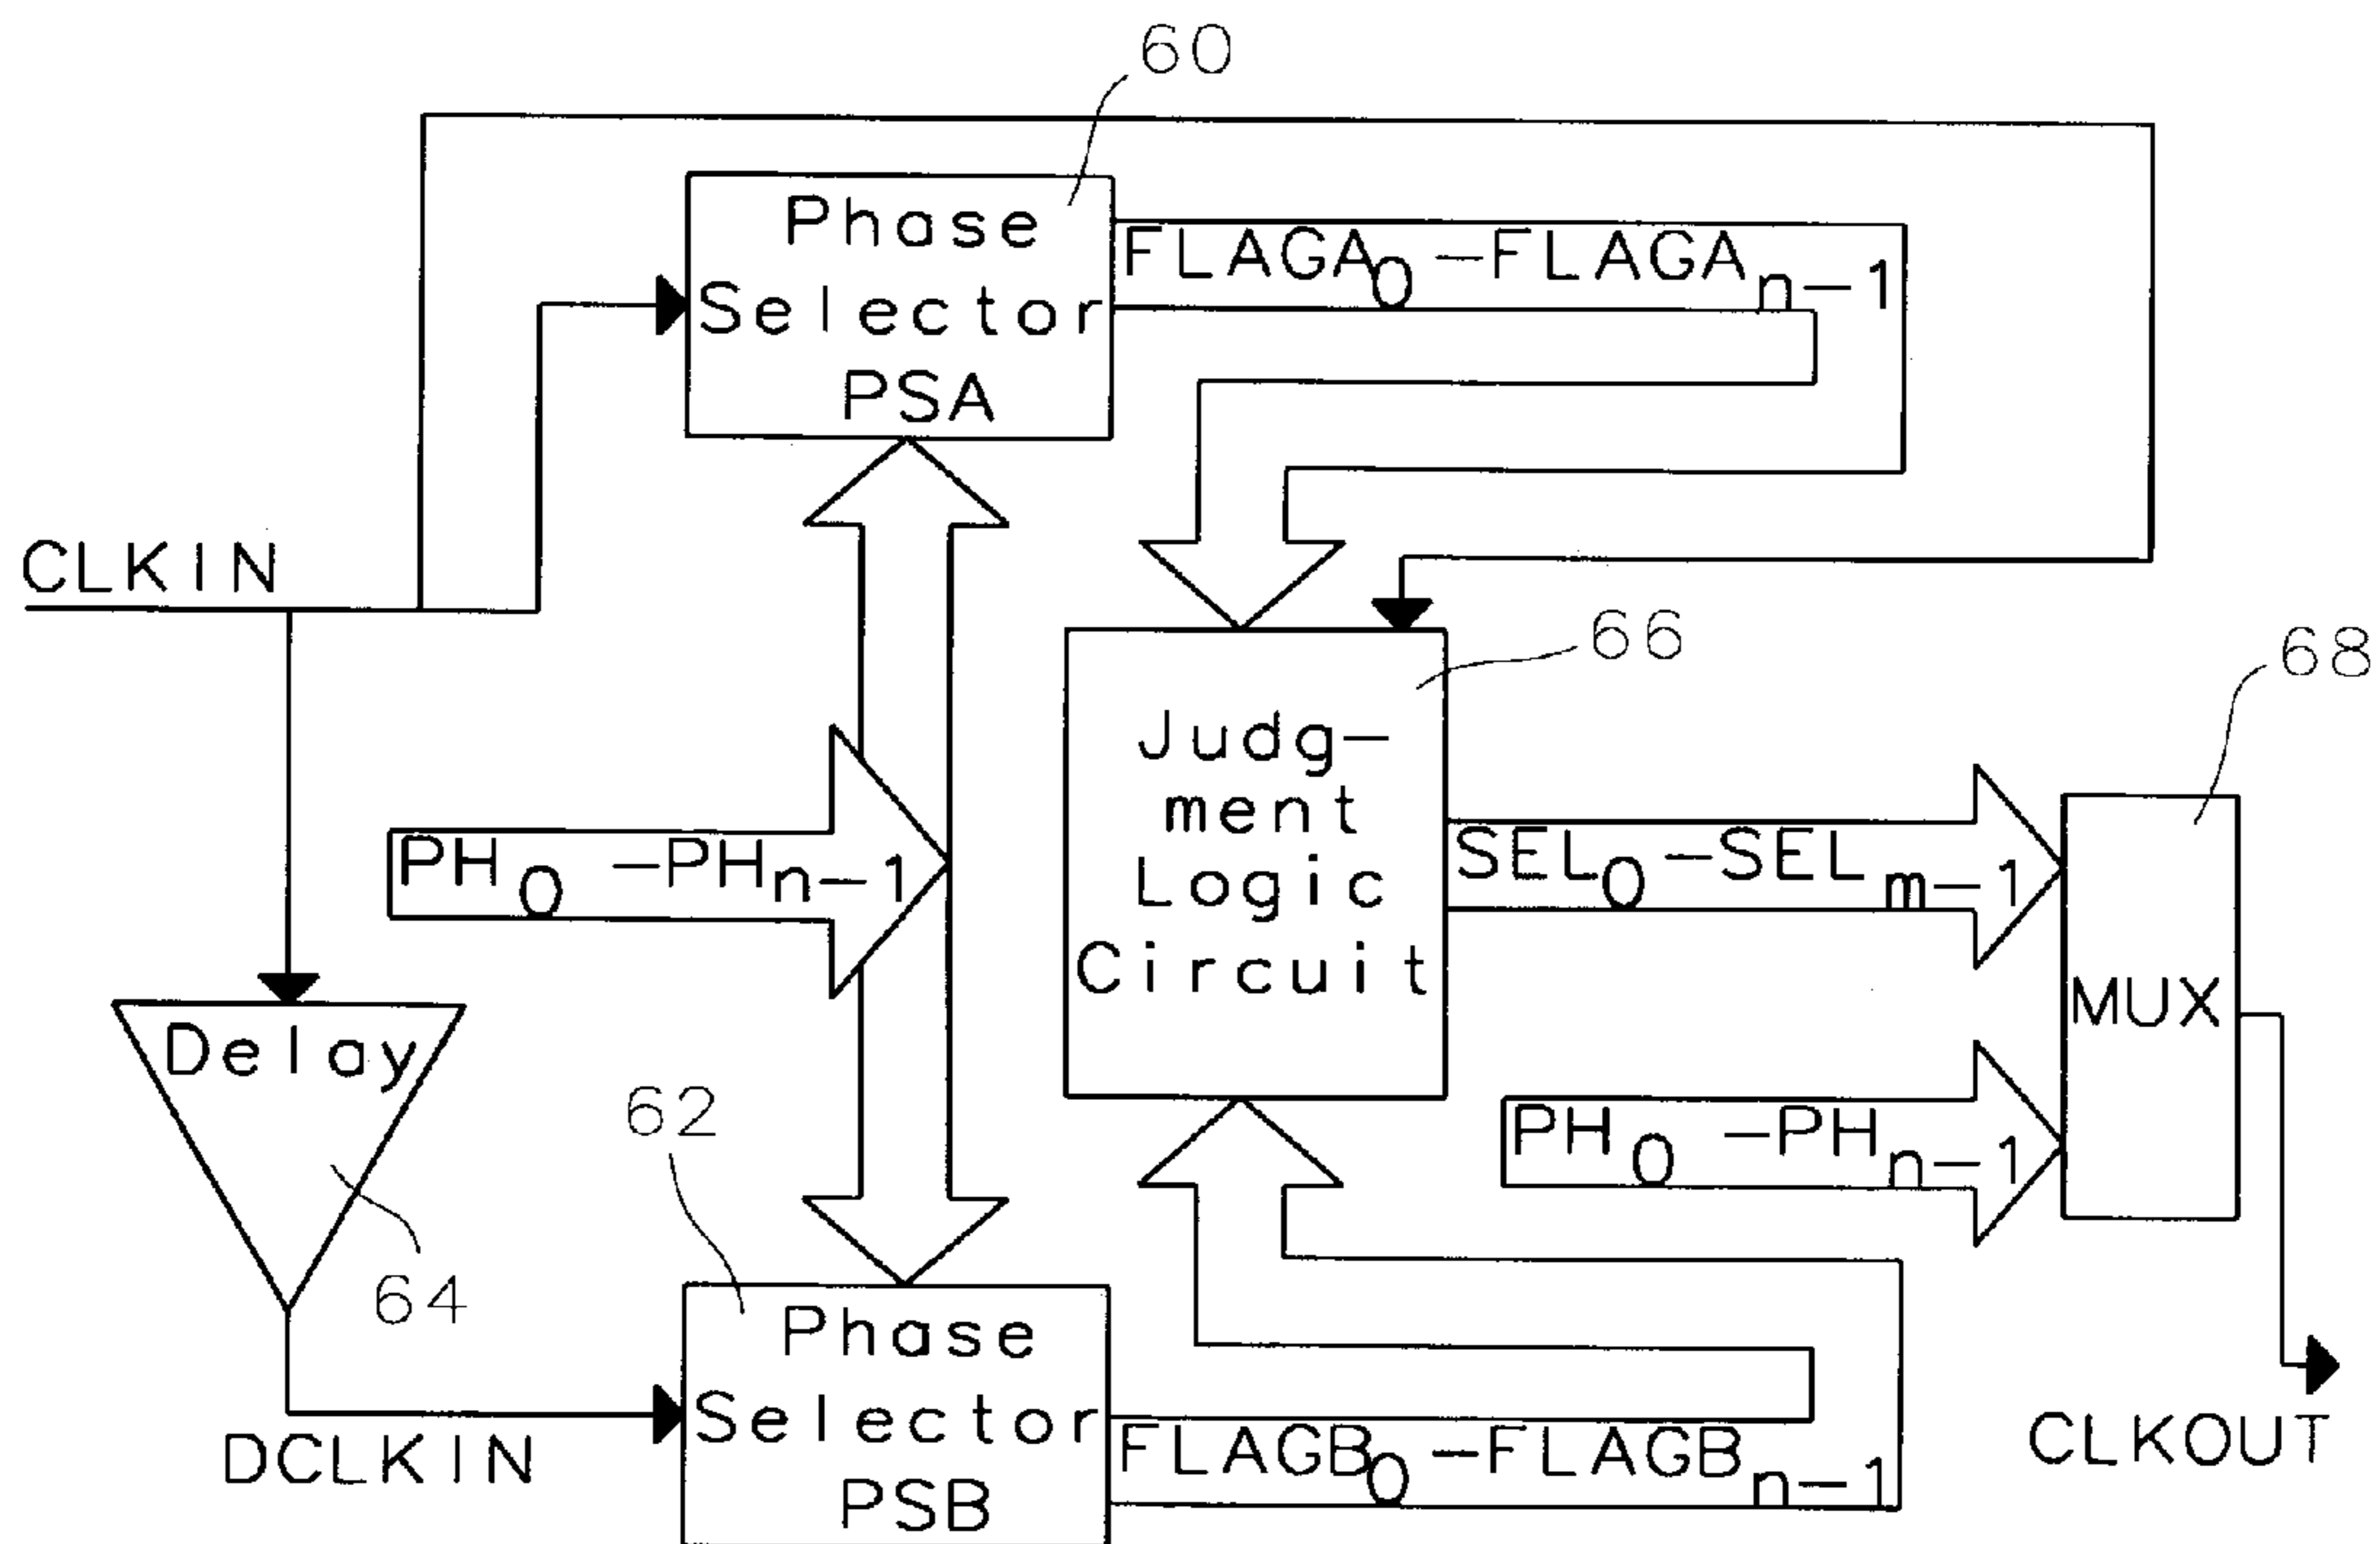 60
Phase
Selector
PSA
FLAGA0-FLAGAn-1
CLKIN
66
68
Judg-
ment
Logic
Circuit
PH0-PHn-1
SEL0-SELm-1
MUX
Delay
62
PH0-PHn-1
64
Phase
Selector
PSB
DCLKIN
FLAGB0-FLAGBn-1
CLKOUT